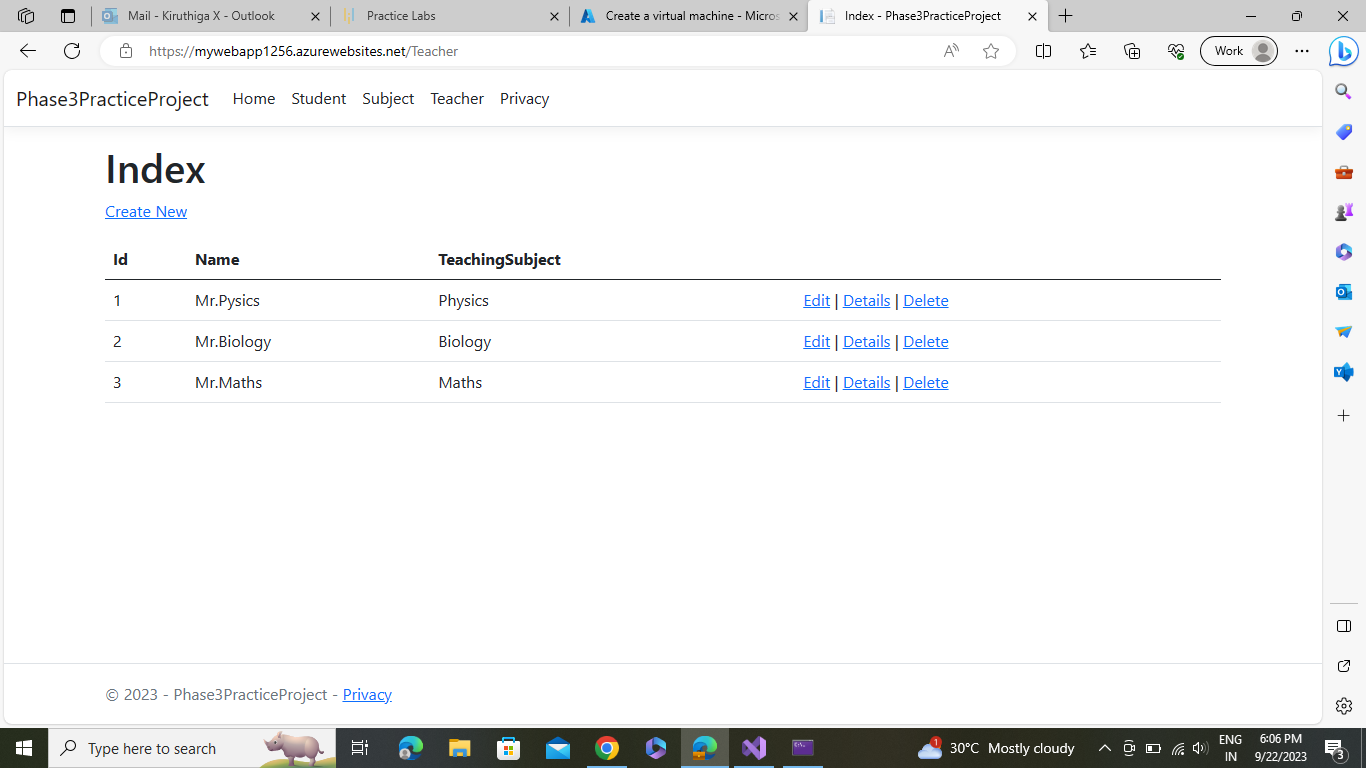 Mail - Kiruthiga X - Outlook
Practice Labs
Create a virtual machine - Micros
Index - Phase3PracticeProject
https://mywebapp1256.azurewebsites.net/Teacher
Work
Phase3PracticeProject Home Student Subject Teacher Privacy
Index
Create New
Id Name TeachingSubject
1 Mr.Pysics Physics Edit | Details | Delete
2 Mr.Biology Biology Edit | Details | Delete
3 Mr.Maths Maths Edit | Details | Delete
© 2023 - Phase3PracticeProject - Privacy
Type here to search
1
30°C Mostly cloudy
ENG
IN
6:06 PM
9/22/2023
3